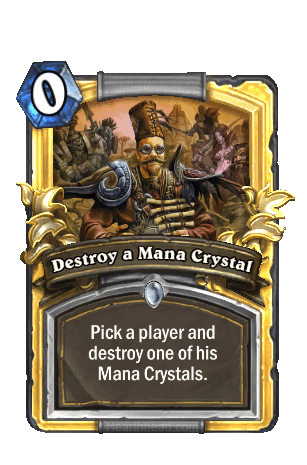 0
Destroy a Mana Crystal
Pick a player and
destroy one of his
Mana Crystals.